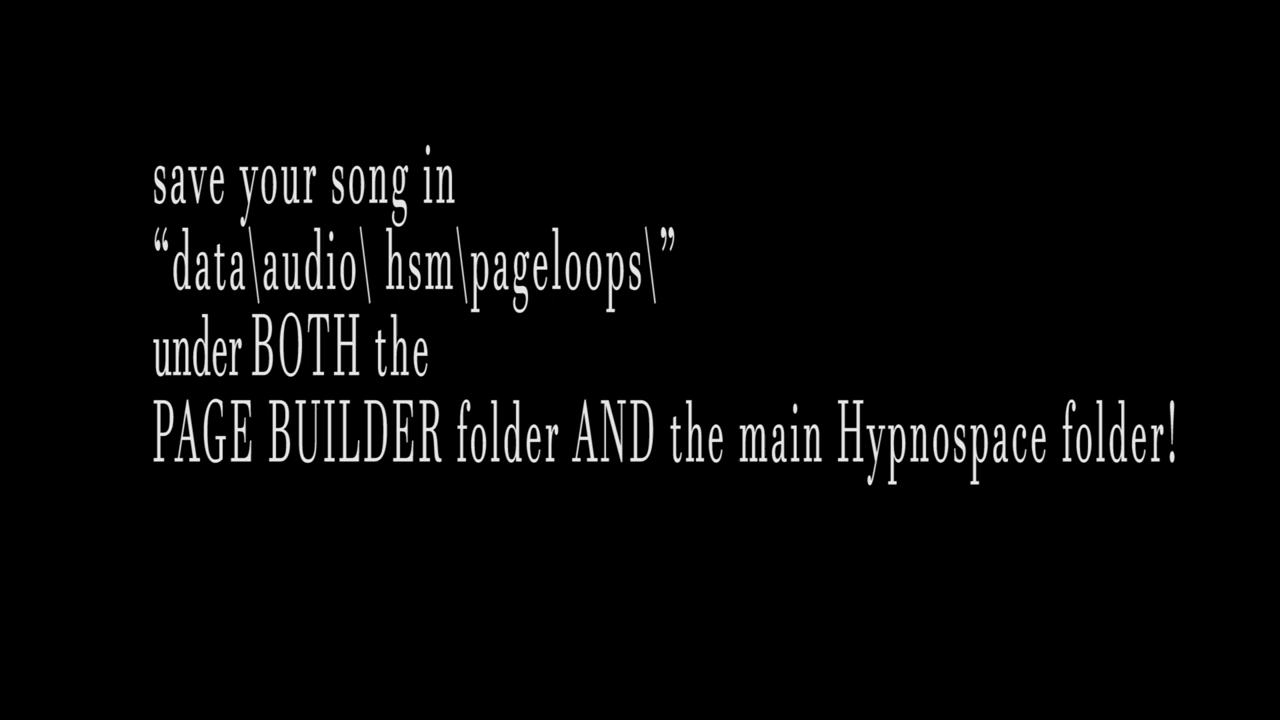 save your song in
“data\audio\ hsm\pageloops\”
under BOTH the
PAGE BUILDER folder AND the main Hypnospace folder!